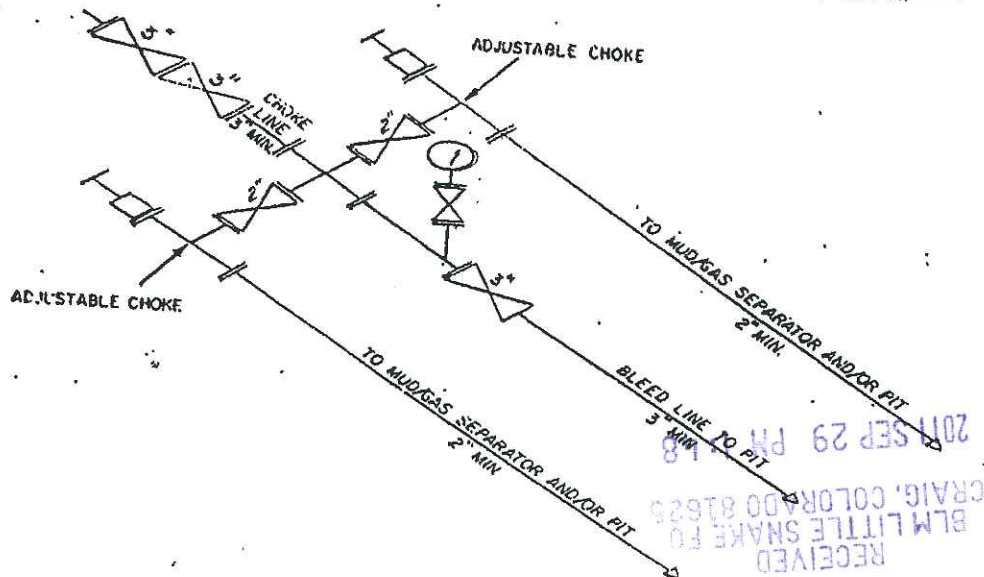 3"
3"
CHOKE
LINE
3" MIN.
2"
ADJUSTABLE CHOKE
2"
ADJUSTABLE CHOKE
3"
TO MUD/GAS SEPARATOR AND/OR PIT
2" MIN.
BLEED LINE TO PIT
3" MIN
TO MUD/GAS SEPARATOR AND/OR PIT
2" MIN
RECEIVED
BLM LITTLE SNAKE FO
CRAIG, COLORADO 81625
2011 SEP 29 PM